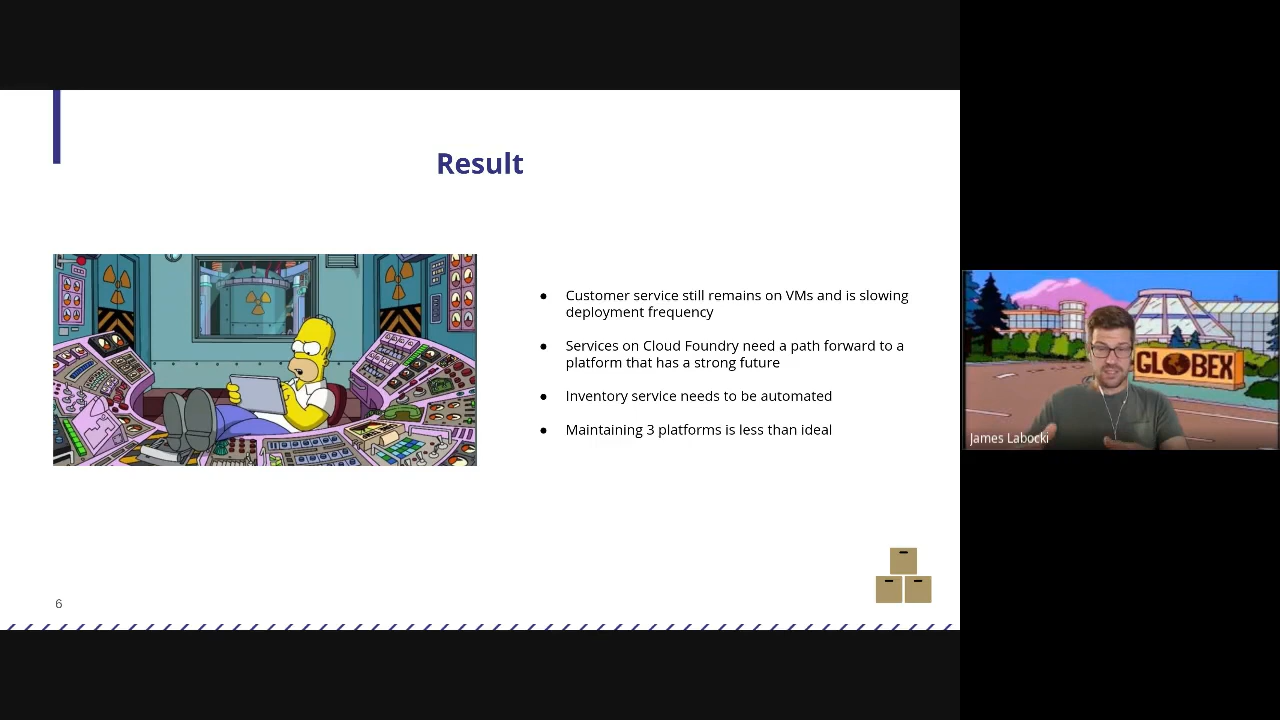 Result
● Customer service still remains on VMs and is slowing
deployment frequency
● Services on Cloud Foundry need a path forward to a
platform that has a strong future
● Inventory service needs to be automated
● Maintaining 3 platforms is less than ideal
6
GLOBEX
James Labocki